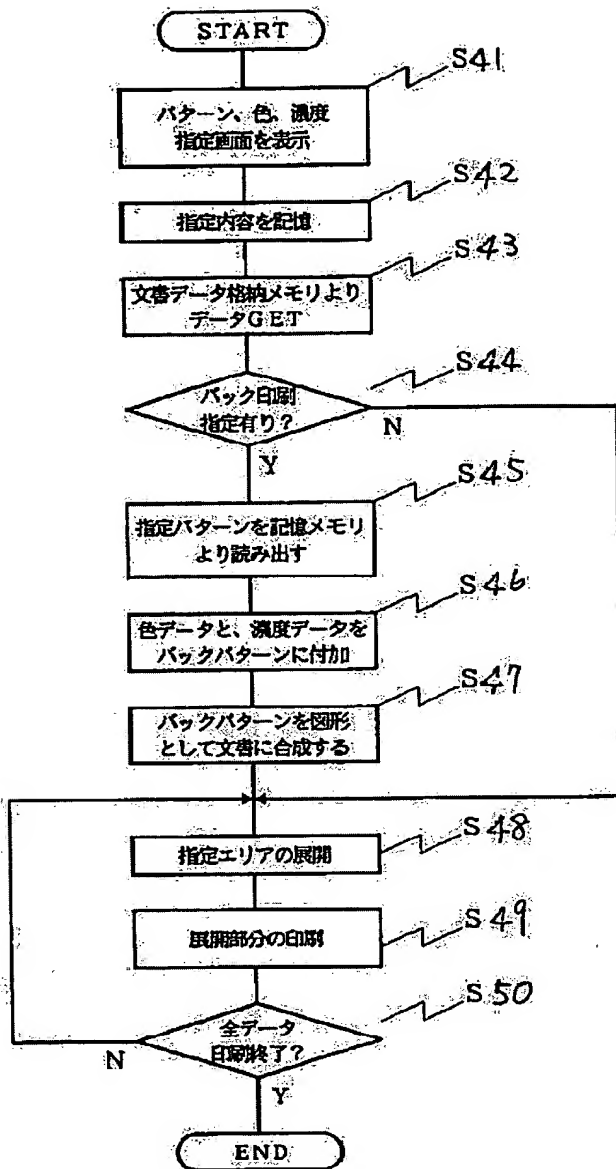 START
S41
パターン、色、濃度
指定画面を表示
S42
指定内容を記憶
S43
文書データ格納メモリより
データGET
S44
バック印刷
指定有り?
N
Y
S45
指定パターンを記憶メモリ
より読み出す
S46
色データと、濃度データを
バックパターンに付加
S47
バックパターンを図形
として文書に合成する
S48
指定エリアの展開
S49
展開部分の印刷
S50
全データ
印刷終了?
N
Y
END